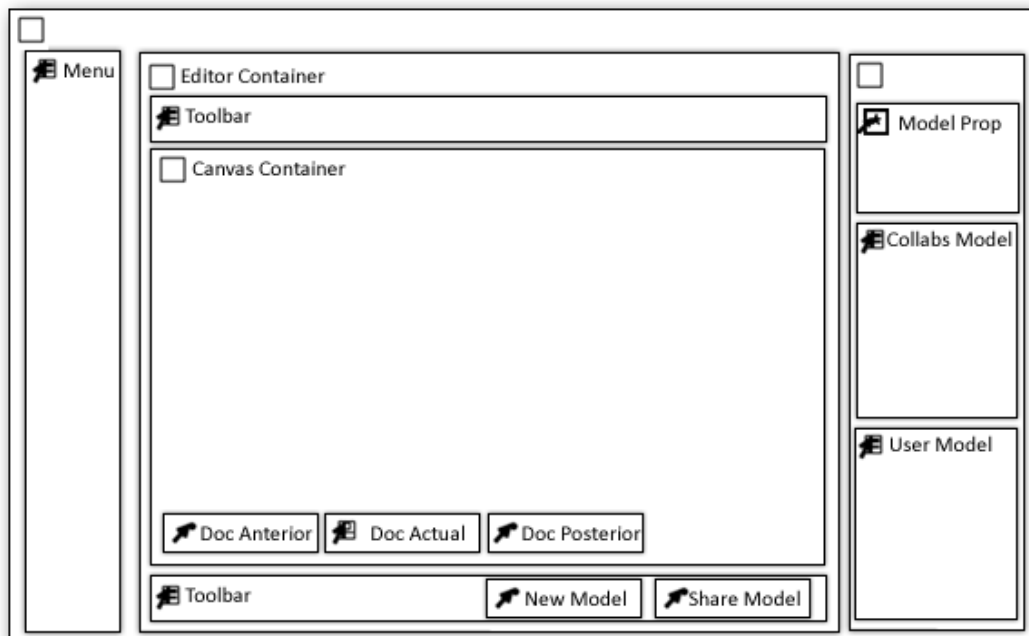 Menu
Editor Container
Toolbar
Canvas Container
Doc Anterior
Doc Actual
Doc Posterior
Toolbar
New Model
Share Model
Model Prop
Collabs Model
User Model